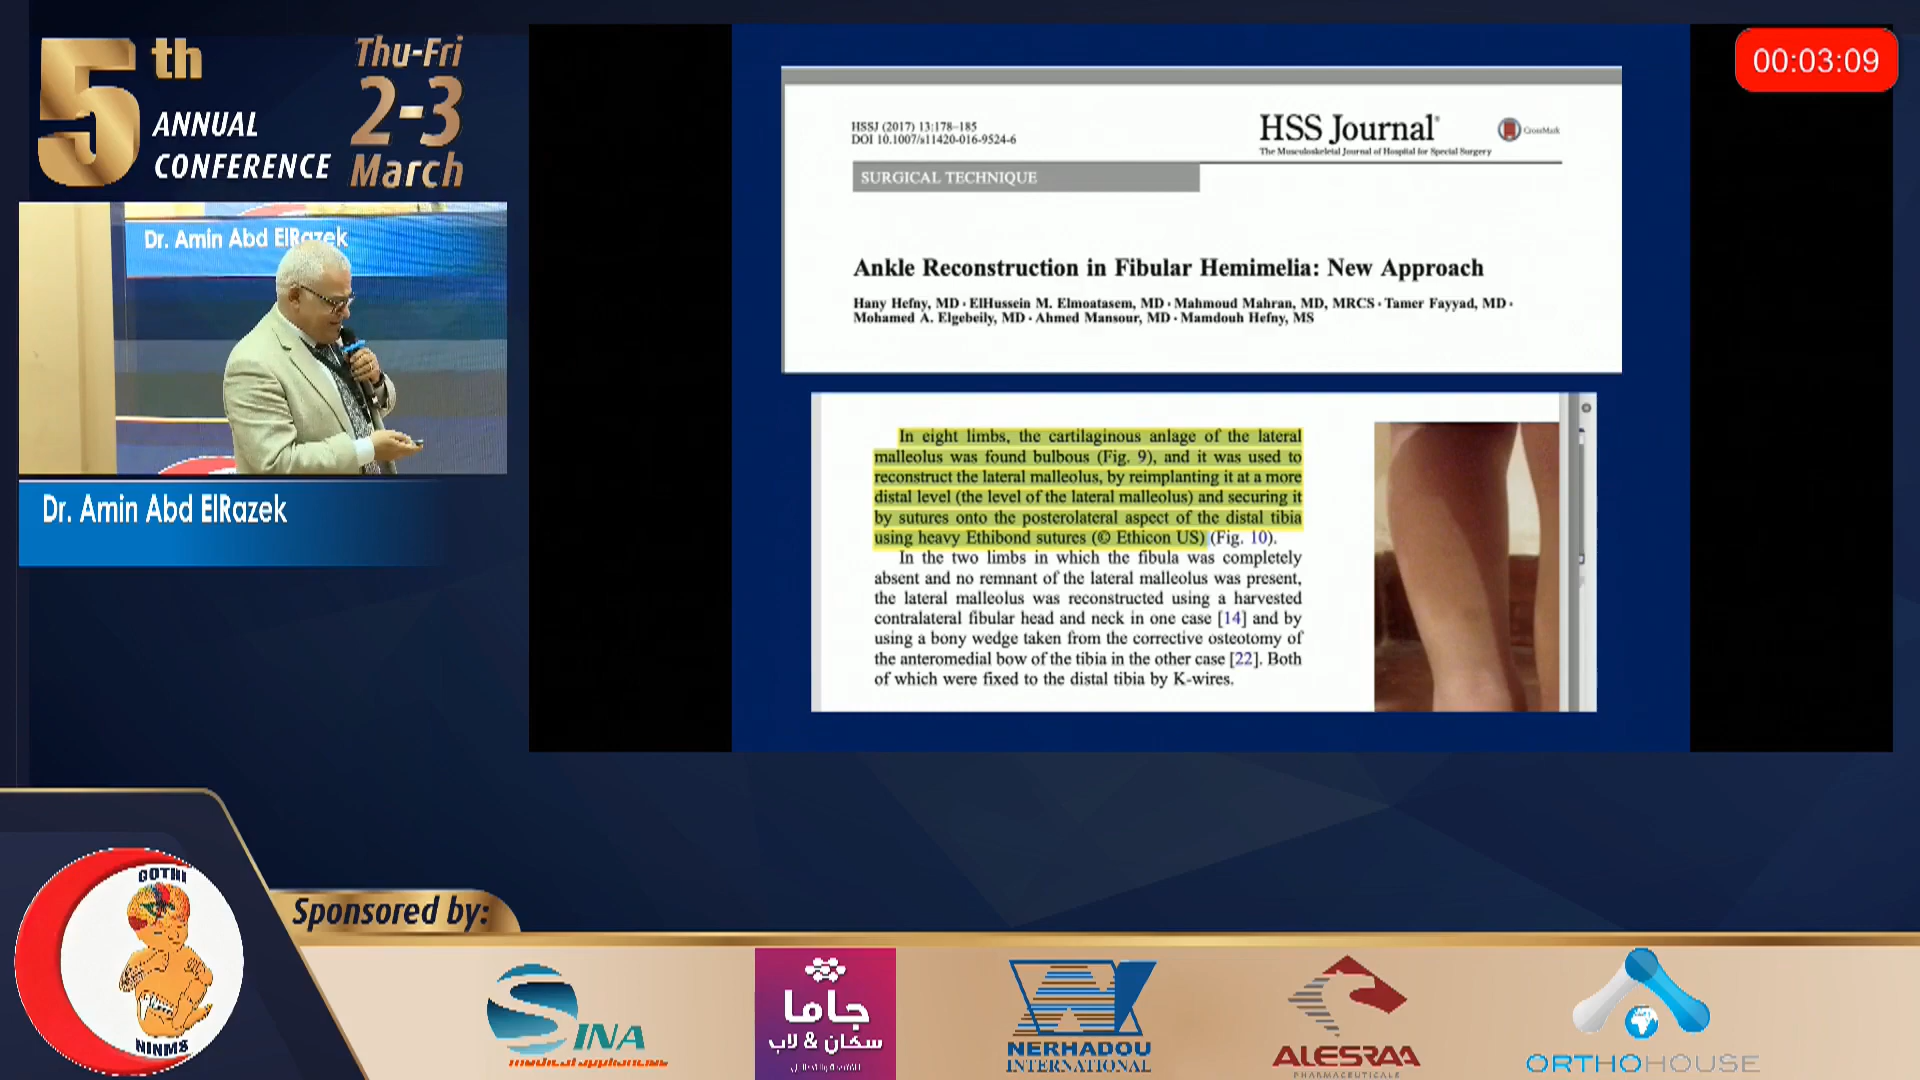 5th
ANNUAL
CONFERENCE
Thu-Fri
2-3
March
00:03:09
Dr. Amin Abd ElRazek
Dr. Amin Abd ElRazek
HSSJ (2017) 13:178–185
DOI 10.1007/s11420-016-9524-6
HSS Journal®
The Musculoskeletal Journal of Hospital for Special Surgery
CrossMark
SURGICAL TECHNIQUE
Ankle Reconstruction in Fibular Hemimelia: New Approach
Hany Hefny, MD · ElHussein M. Elmoatasem, MD · Mahmoud Mahran, MD, MRCS · Tamer Fayyad, MD ·
Mohamed A. Elgebeily, MD · Ahmed Mansour, MD · Mamdouh Hefny, MS
In eight limbs, the cartilaginous anlage of the lateral
malleolus was found bulbous (Fig. 9), and it was used to
reconstruct the lateral malleolus, by reimplanting it at a more
distal level (the level of the lateral malleolus) and securing it
by sutures onto the posterolateral aspect of the distal tibia
using heavy Ethibond sutures (© Ethicon US) (Fig. 10).
In the two limbs in which the fibula was completely
absent and no remnant of the lateral malleolus was present,
the lateral malleolus was reconstructed using a harvested
contralateral fibular head and neck in one case [14] and by
using a bony wedge taken from the corrective osteotomy of
the anteromedial bow of the tibia in the other case [22]. Both
of which were fixed to the distal tibia by K-wires.
GOTHI
NINMS
Sponsored by:
SINA
medical appliances
جاما
سكان & لاب
NERHADOU
INTERNATIONAL
ALESRAA
PHARMACEUTICALS
ORTHOHOUSE